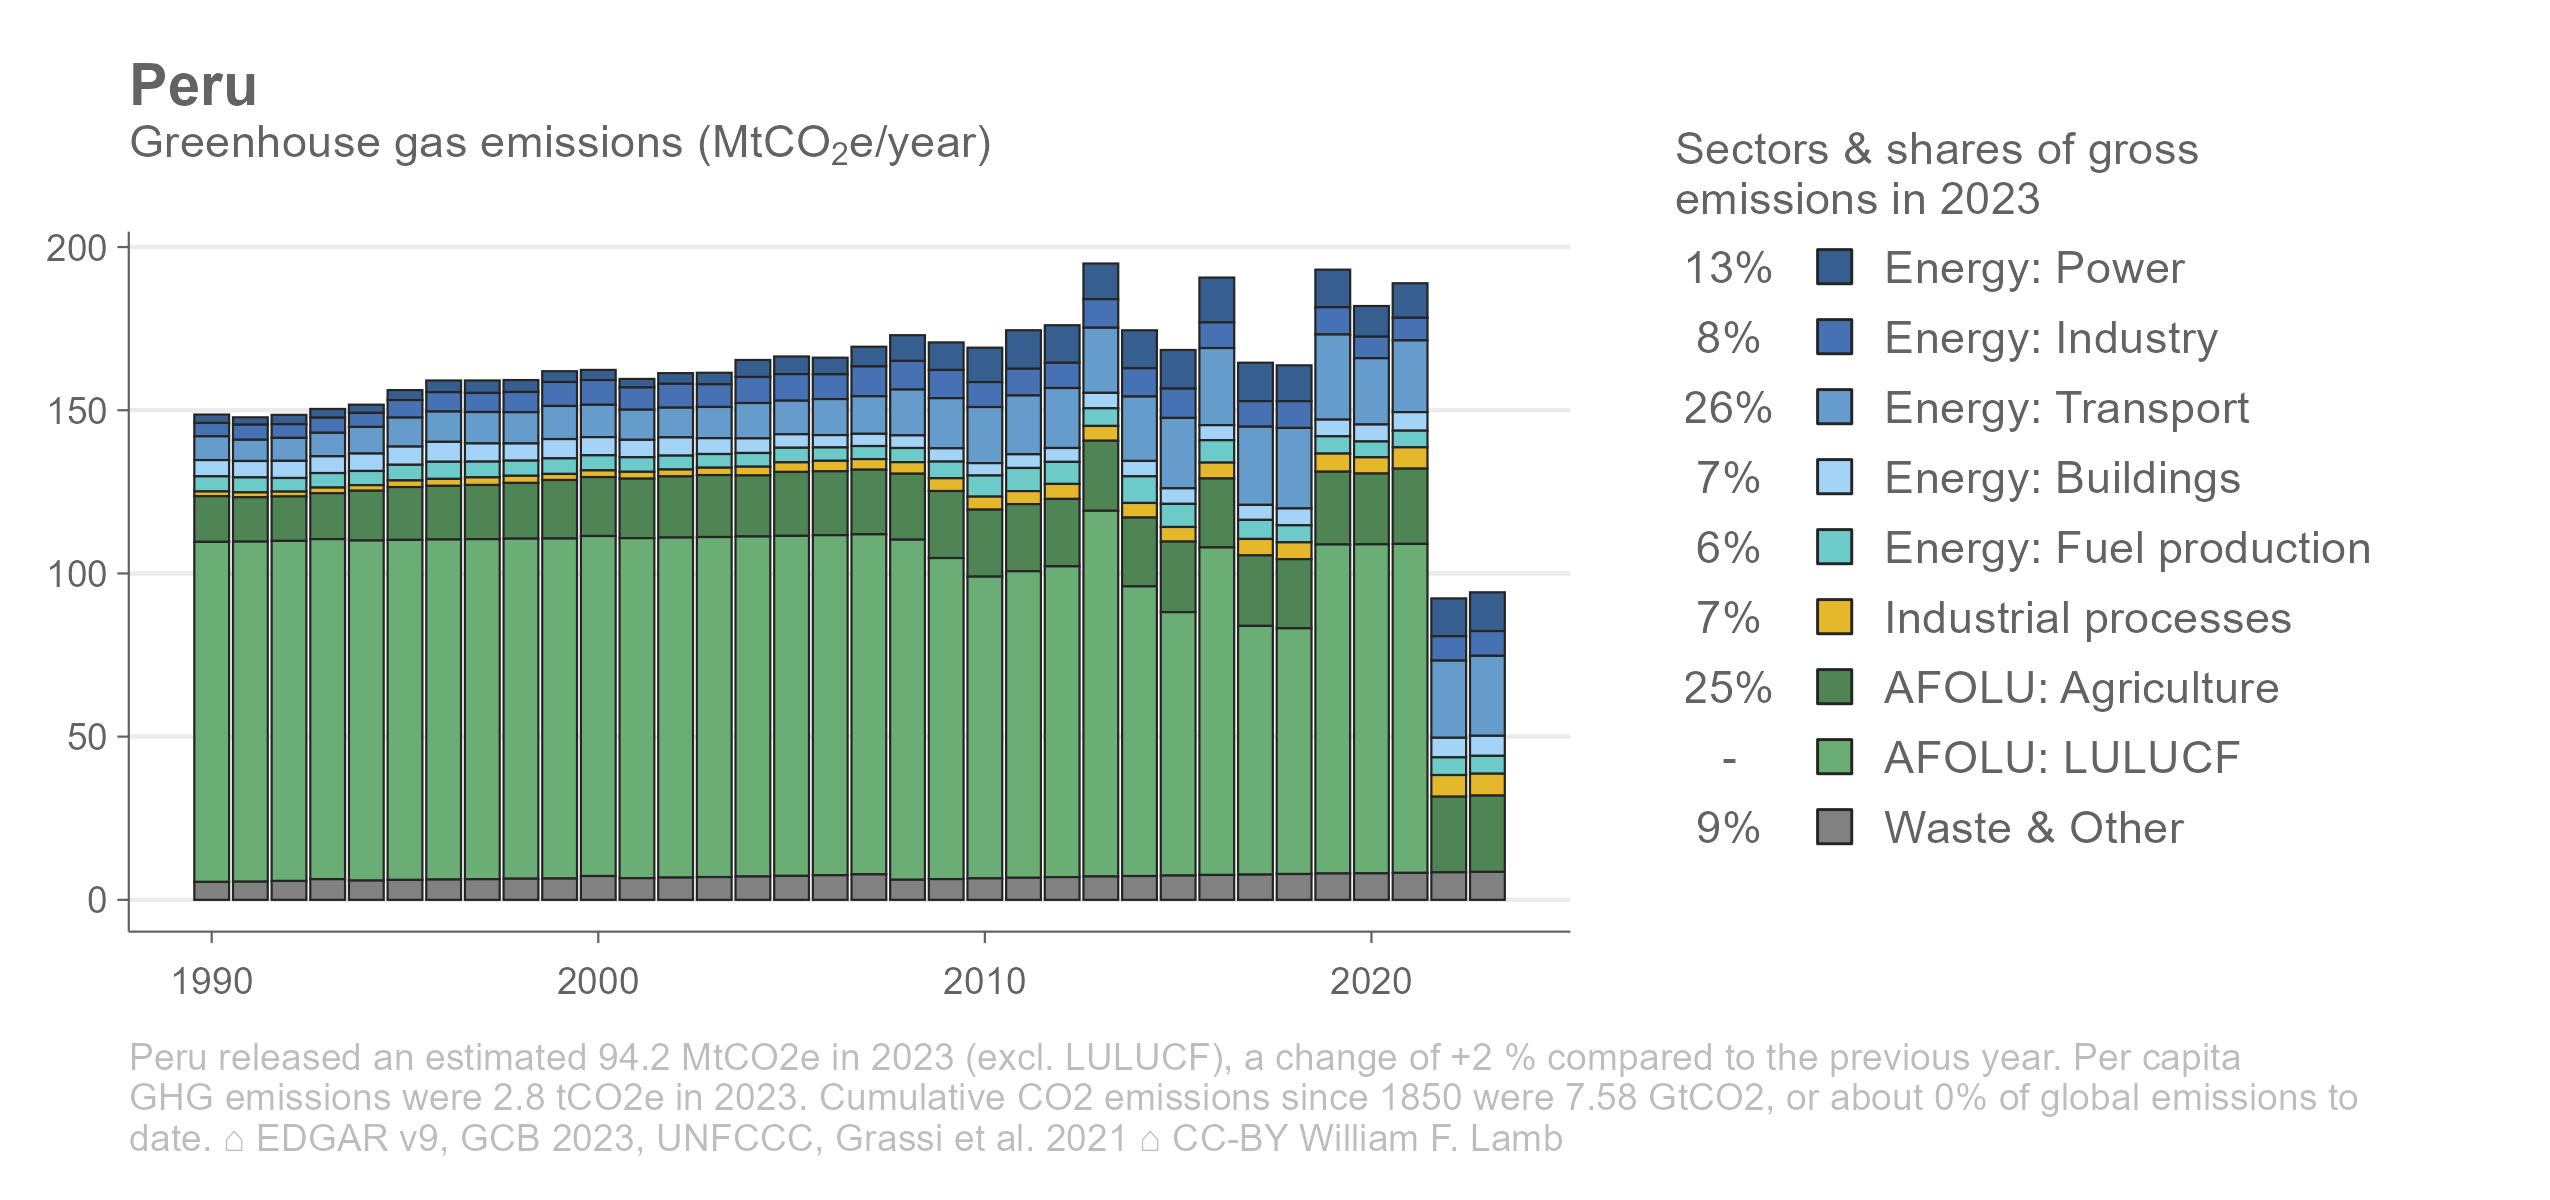 Peru
Greenhouse gas emissions (MtCO₂e/year)
Sectors & shares of gross
emissions in 2023
200
150
100
50
0
1990
2000
2010
2020
13% Energy: Power
8% Energy: Industry
26% Energy: Transport
7% Energy: Buildings
6% Energy: Fuel production
7% Industrial processes
25% AFOLU: Agriculture
- AFOLU: LULUCF
9% Waste & Other
Peru released an estimated 94.2 MtCO2e in 2023 (excl. LULUCF), a change of +2 % compared to the previous year. Per capita
GHG emissions were 2.8 tCO2e in 2023. Cumulative CO2 emissions since 1850 were 7.58 GtCO2, or about 0% of global emissions to
date. ⌂ EDGAR v9, GCB 2023, UNFCCC, Grassi et al. 2021 ⌂ CC-BY William F. Lamb